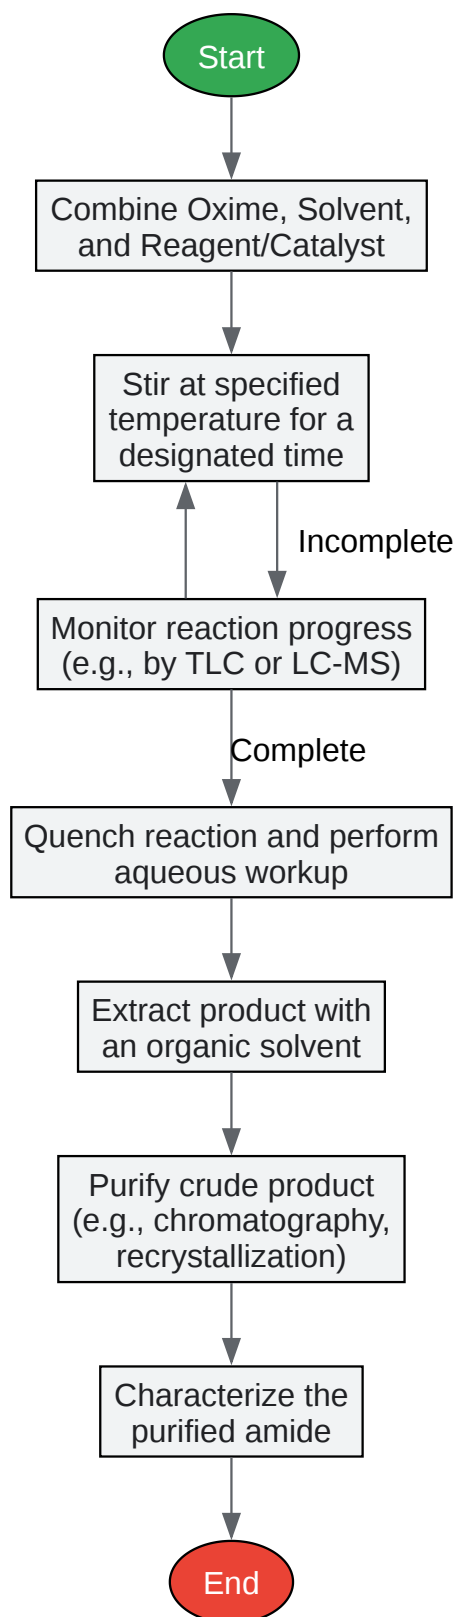 Start
Combine Oxime, Solvent,
and Reagent/Catalyst
Stir at specified
temperature for a
designated time
Incomplete
Monitor reaction progress
(e.g., by TLC or LC-MS)
Complete
Quench reaction and perform
aqueous workup
Extract product with
an organic solvent
Purify crude product
(e.g., chromatography,
recrystallization)
Characterize the
purified amide
End